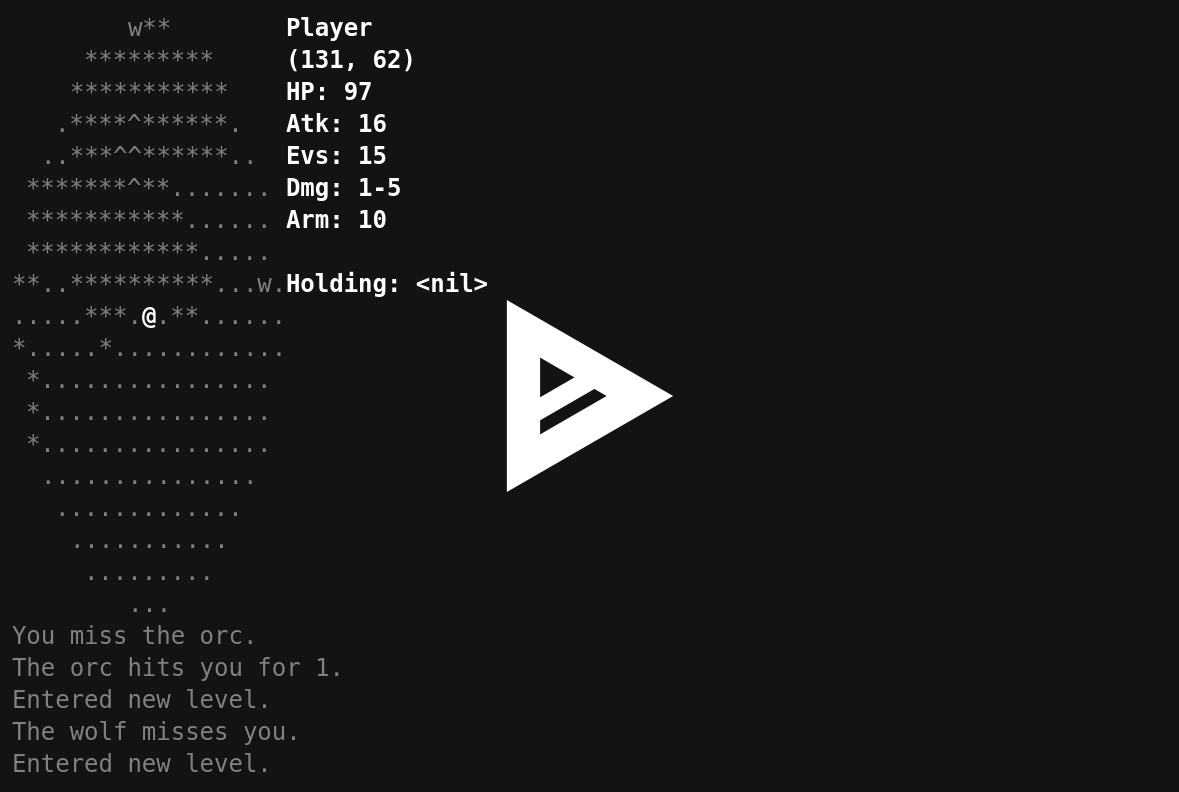 w**        Player
     *********     (131, 62)
    ***********    HP: 97
   .****^******.   Atk: 16
  ..***^^******..  Evs: 15
 *******^**....... Dmg: 1-5
 ***********...... Arm: 10
 ************.....
**..**********...w.Holding: <nil>
.....***.@.**......
*.....*............
 *................
 *................
 *................
  ...............
   .............
    ...........
     .........
        ...
You miss the orc.
The orc hits you for 1.
Entered new level.
The wolf misses you.
Entered new level.